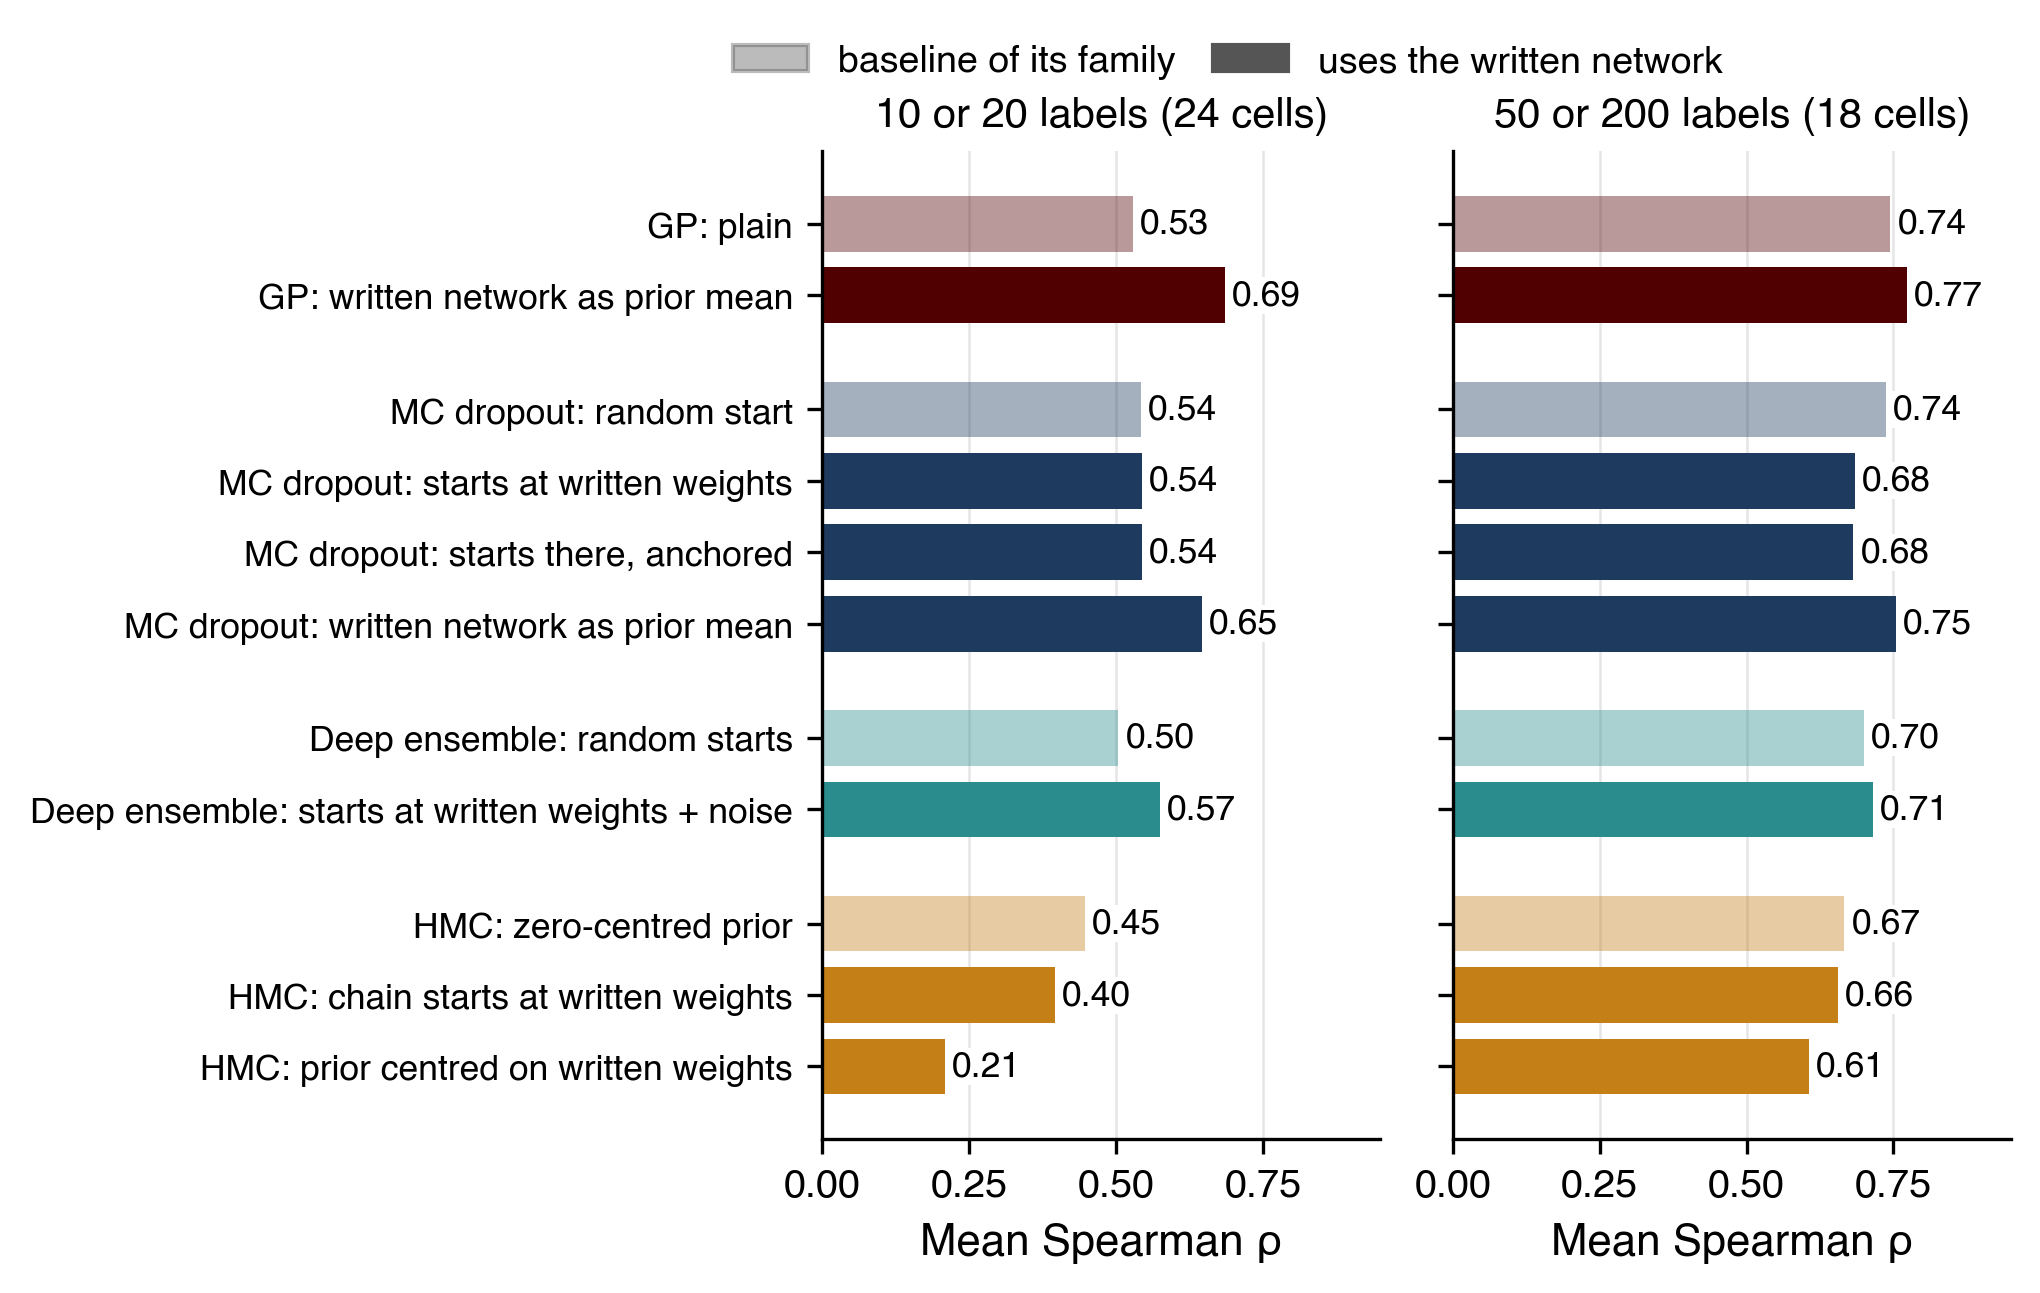 baseline of its family
uses the written network
10 or 20 labels (24 cells)
50 or 200 labels (18 cells)
GP: plain 0.53 0.74
GP: written network as prior mean 0.69 0.77
MC dropout: random start 0.54 0.74
MC dropout: starts at written weights 0.54 0.68
MC dropout: starts there, anchored 0.54 0.68
MC dropout: written network as prior mean 0.65 0.75
Deep ensemble: random starts 0.50 0.70
Deep ensemble: starts at written weights + noise 0.57 0.71
HMC: zero-centred prior 0.45 0.67
HMC: chain starts at written weights 0.40 0.66
HMC: prior centred on written weights 0.21 0.61
0.00 0.25 0.50 0.75
0.00 0.25 0.50 0.75
Mean Spearman ρ
Mean Spearman ρ